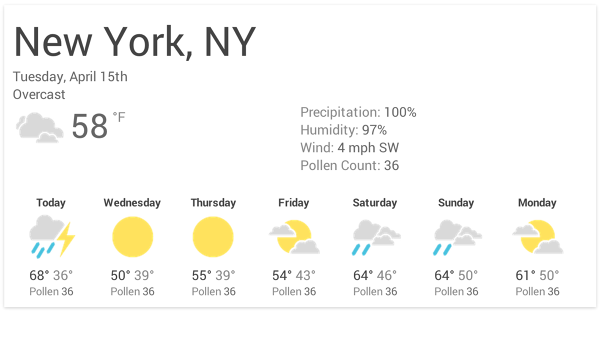 New York, NY
Tuesday, April 15th
Overcast
58 °F
Precipitation: 100%
Humidity: 97%
Wind: 4 mph SW
Pollen Count: 36
Today Wednesday Thursday Friday Saturday Sunday Monday
68° 36° 50° 39° 55° 39° 54° 43° 64° 46° 64° 50° 61° 50°
Pollen 36 Pollen 36 Pollen 36 Pollen 36 Pollen 36 Pollen 36 Pollen 36